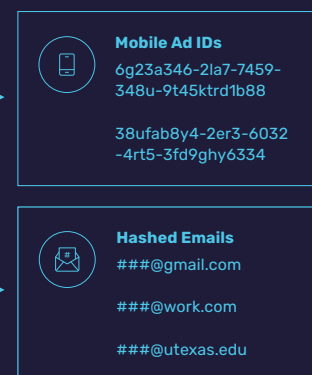 Mobile Ad IDs
6g23a346-2la7-7459-
348u-9t45ktrd1b88
38ufab8y4-2er3-6032
-4rt5-3fd9ghy6334
#
Hashed Emails
###@gmail.com
###@work.com
###@utexas.edu